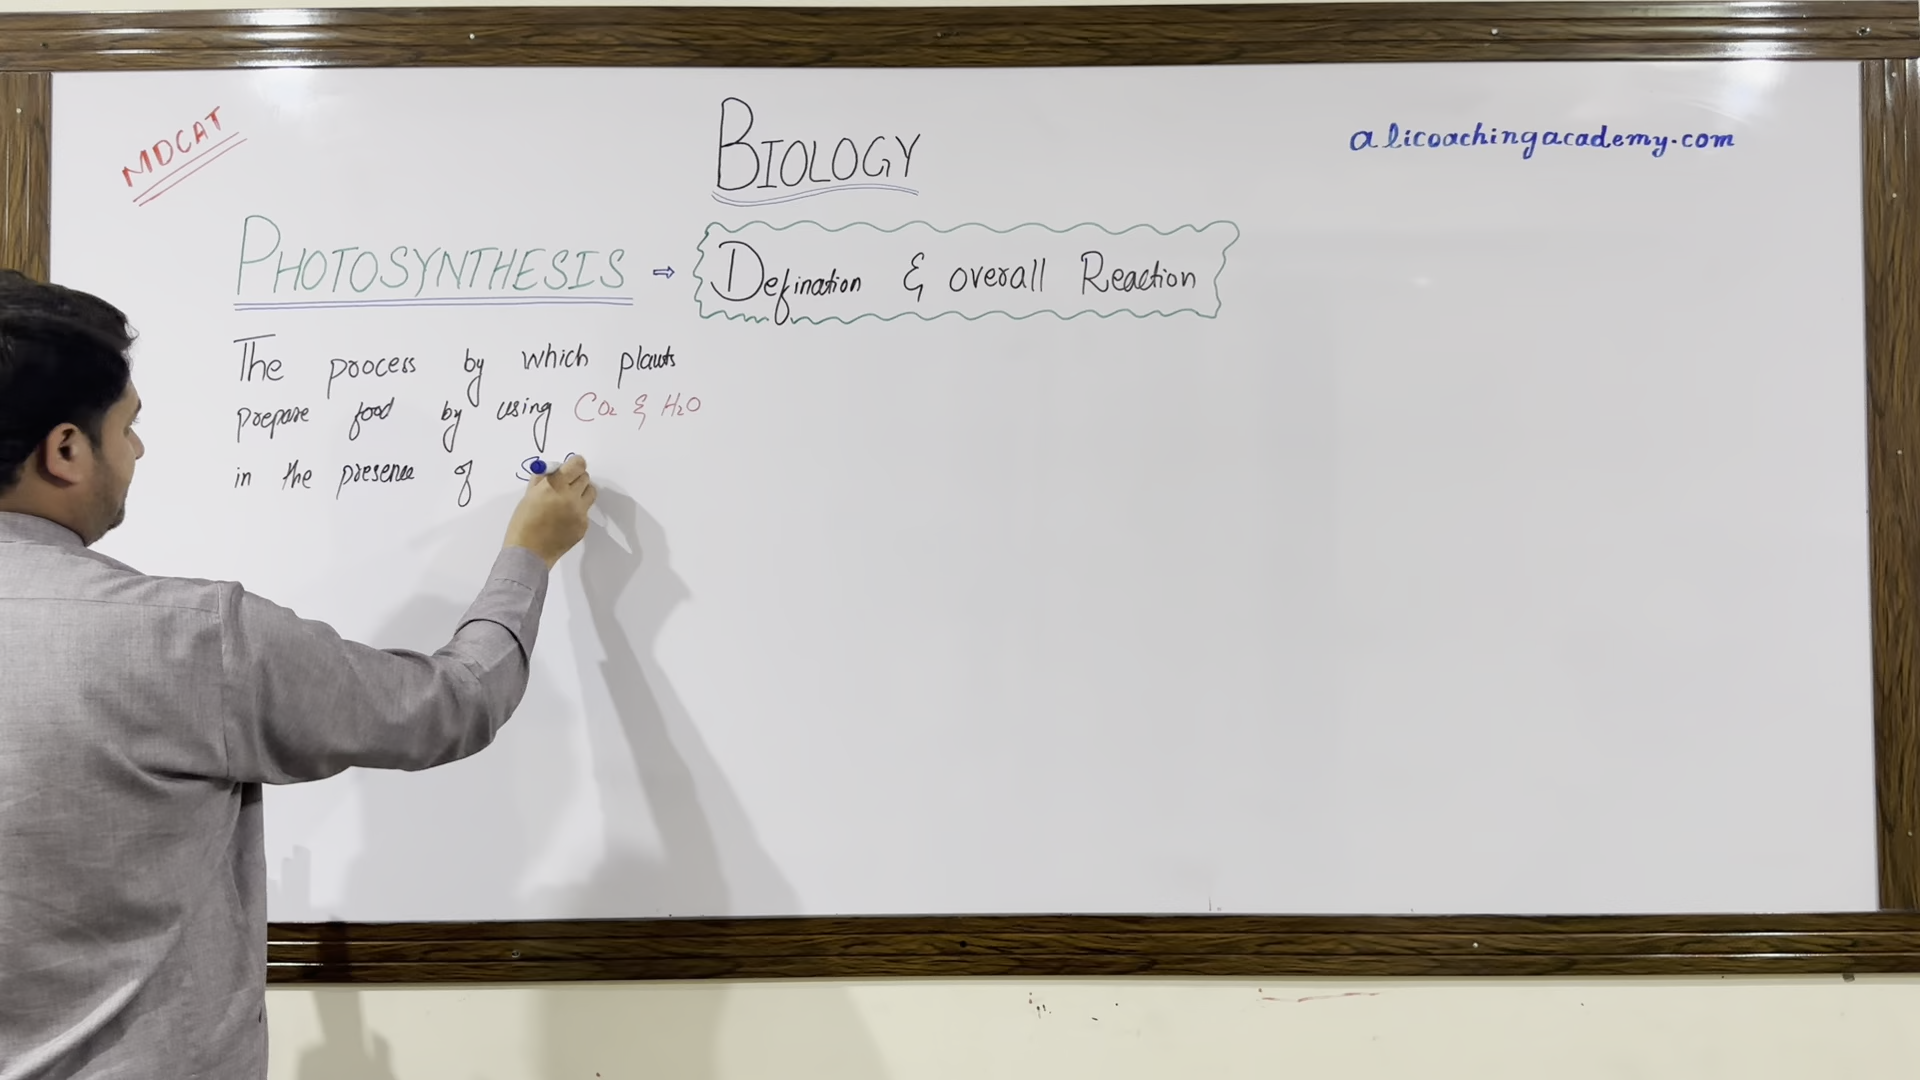 MDCAT
BIOLOGY
alicoachingacademy.com
PHOTOSYNTHESIS ⇒ Defination & overall Reaction
The process by which plants
prepare food by using CO₂ & H₂O
in the presence of